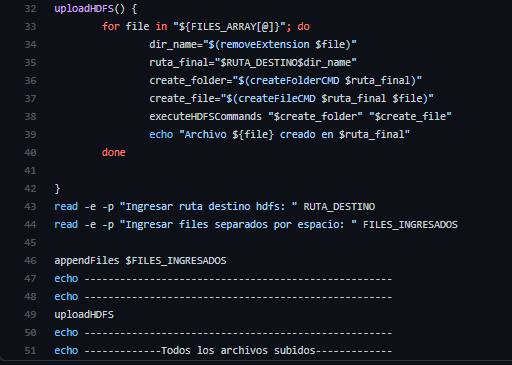 32 uploadHDFS() {
33 for file in "${FILES_ARRAY[@]}"; do
34 dir_name="$(removeExtension $file)"
35 ruta_final="$RUTA_DESTINO$dir_name"
36 create_folder="$(createFolderCMD $ruta_final)"
37 create_file="$(createFileCMD $ruta_final $file)"
38 executeHDFSCommands "$create_folder" "$create_file"
39 echo "Archivo ${file} creado en $ruta_final"
40 done
41
42 }
43 read -e -p "Ingresar ruta destino hdfs: " RUTA_DESTINO
44 read -e -p "Ingresar files separados por espacio: " FILES_INGRESADOS
45
46 appendFiles $FILES_INGRESADOS
47 echo ----------------------------------------------------
48 echo ----------------------------------------------------
49 uploadHDFS
50 echo ----------------------------------------------------
51 echo -------------Todos los archivos subidos-------------